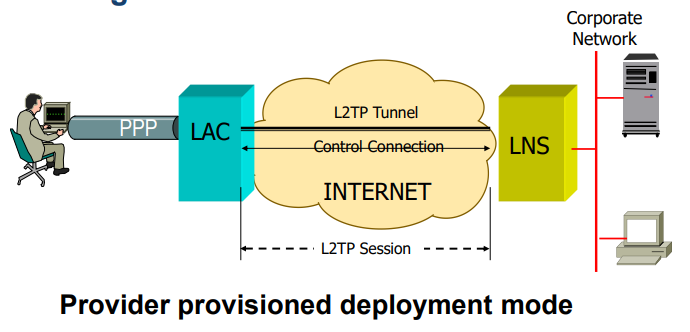 Corporate
Network
PPP
LAC
L2TP Tunnel
Control Connection
INTERNET
LNS
L2TP Session
Provider provisioned deployment mode